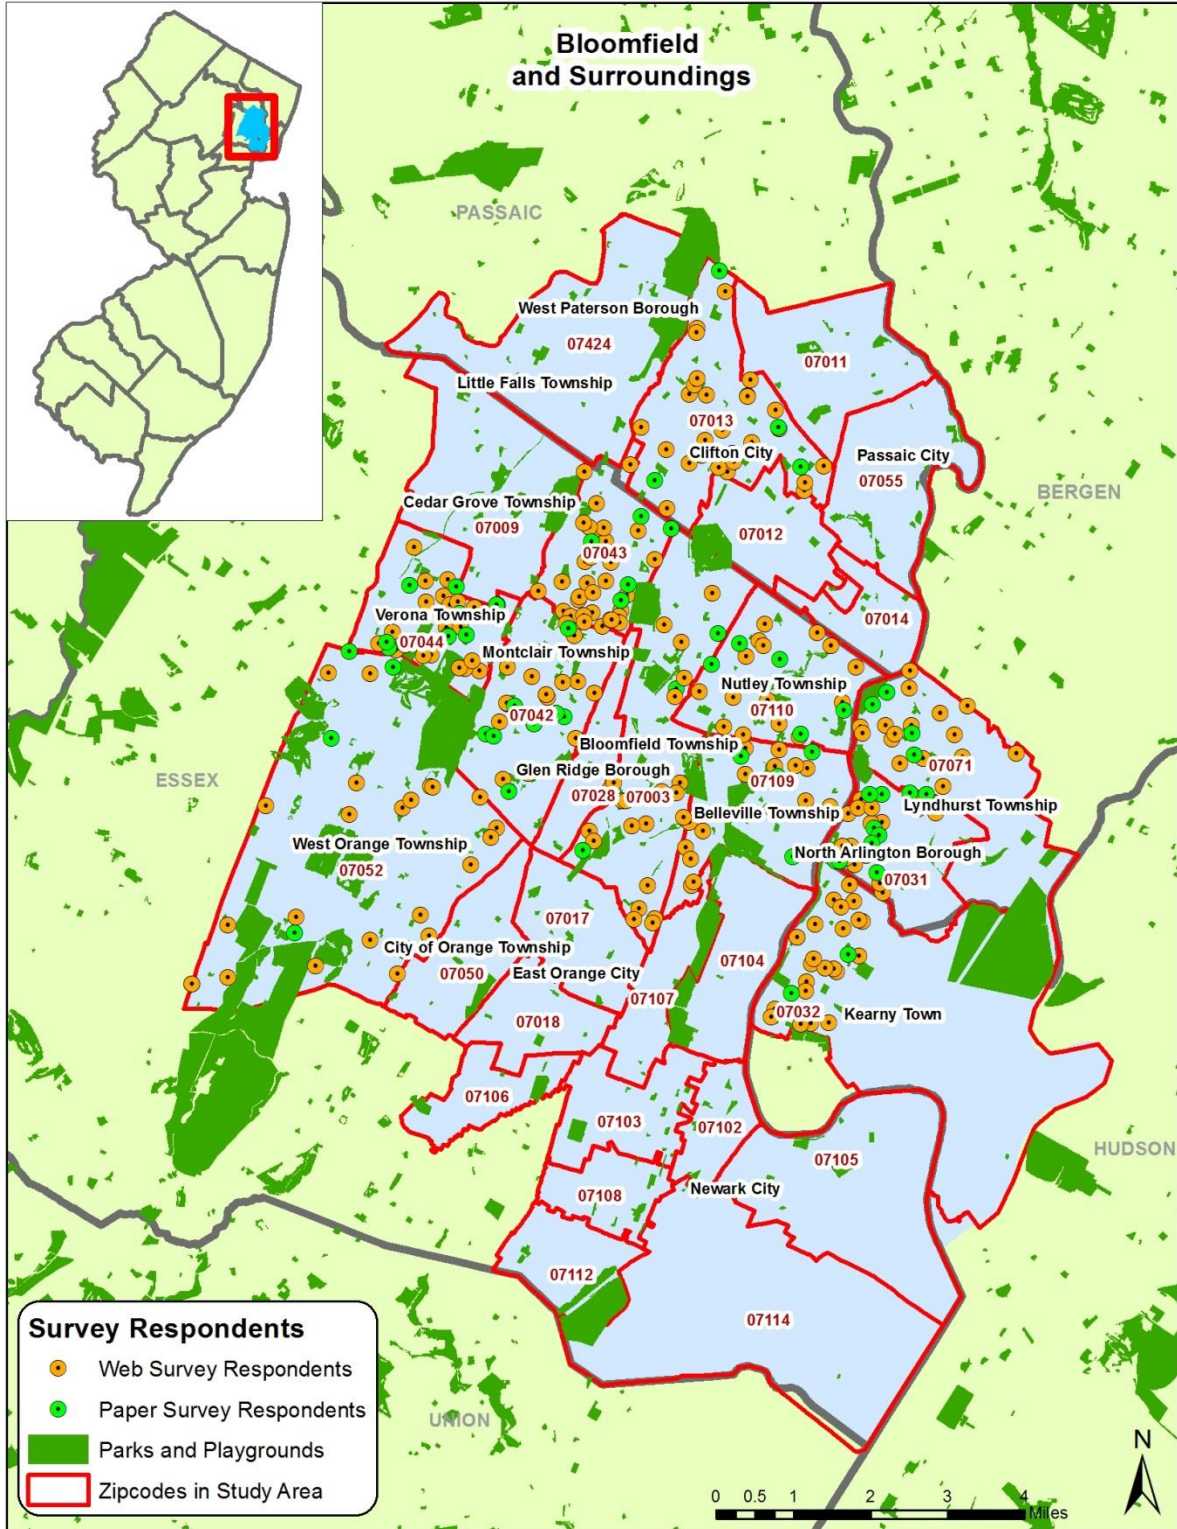 Bloomfield
and Surroundings
PASSAIC
West Paterson Borough
07424
07011
Little Falls Township
07013
Clifton City
Passaic City
07055
BERGEN
Cedar Grove Township
07009
07043
07012
Verona Township
07044
07014
Montclair Township
Nutley Township
07110
07042
Bloomfield Township
ESSEX
Glen Ridge Borough
07028
07003
07109
07071
Lyndhurst Township
Belleville Township
West Orange Township
07052
North Arlington Borough
07031
07017
City of Orange Township
07050
East Orange City
07104
07107
07018
07032
Kearny Town
07106
07103
07102
07105
HUDSON
07108
Newark City
07112
07114
UNION
Survey Respondents
Web Survey Respondents
Paper Survey Respondents
Parks and Playgrounds
Zipcodes in Study Area
N
0 0.5 1 2 3 4
Miles